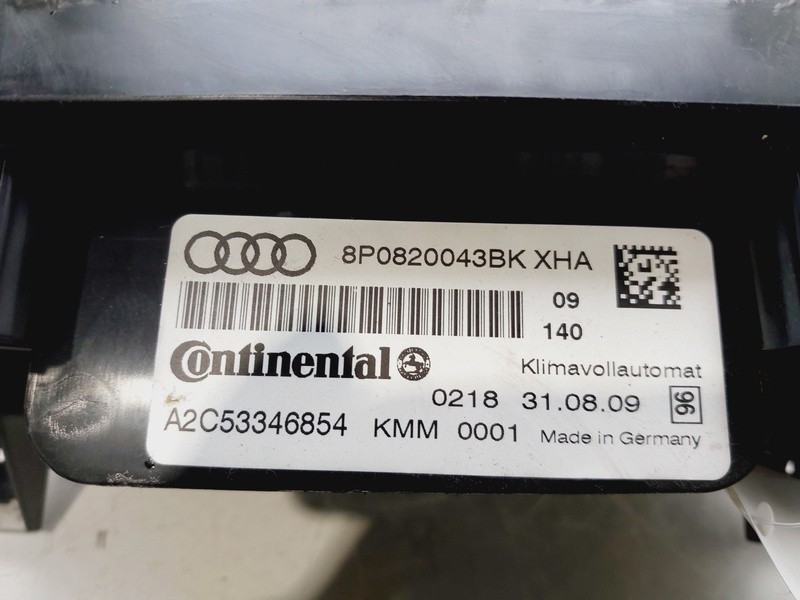 8P0820043BK XHA
09
140
Continental
Klimavollautomat
0218 31.08.09 96
A2C53346854 KMM 0001 Made in Germany